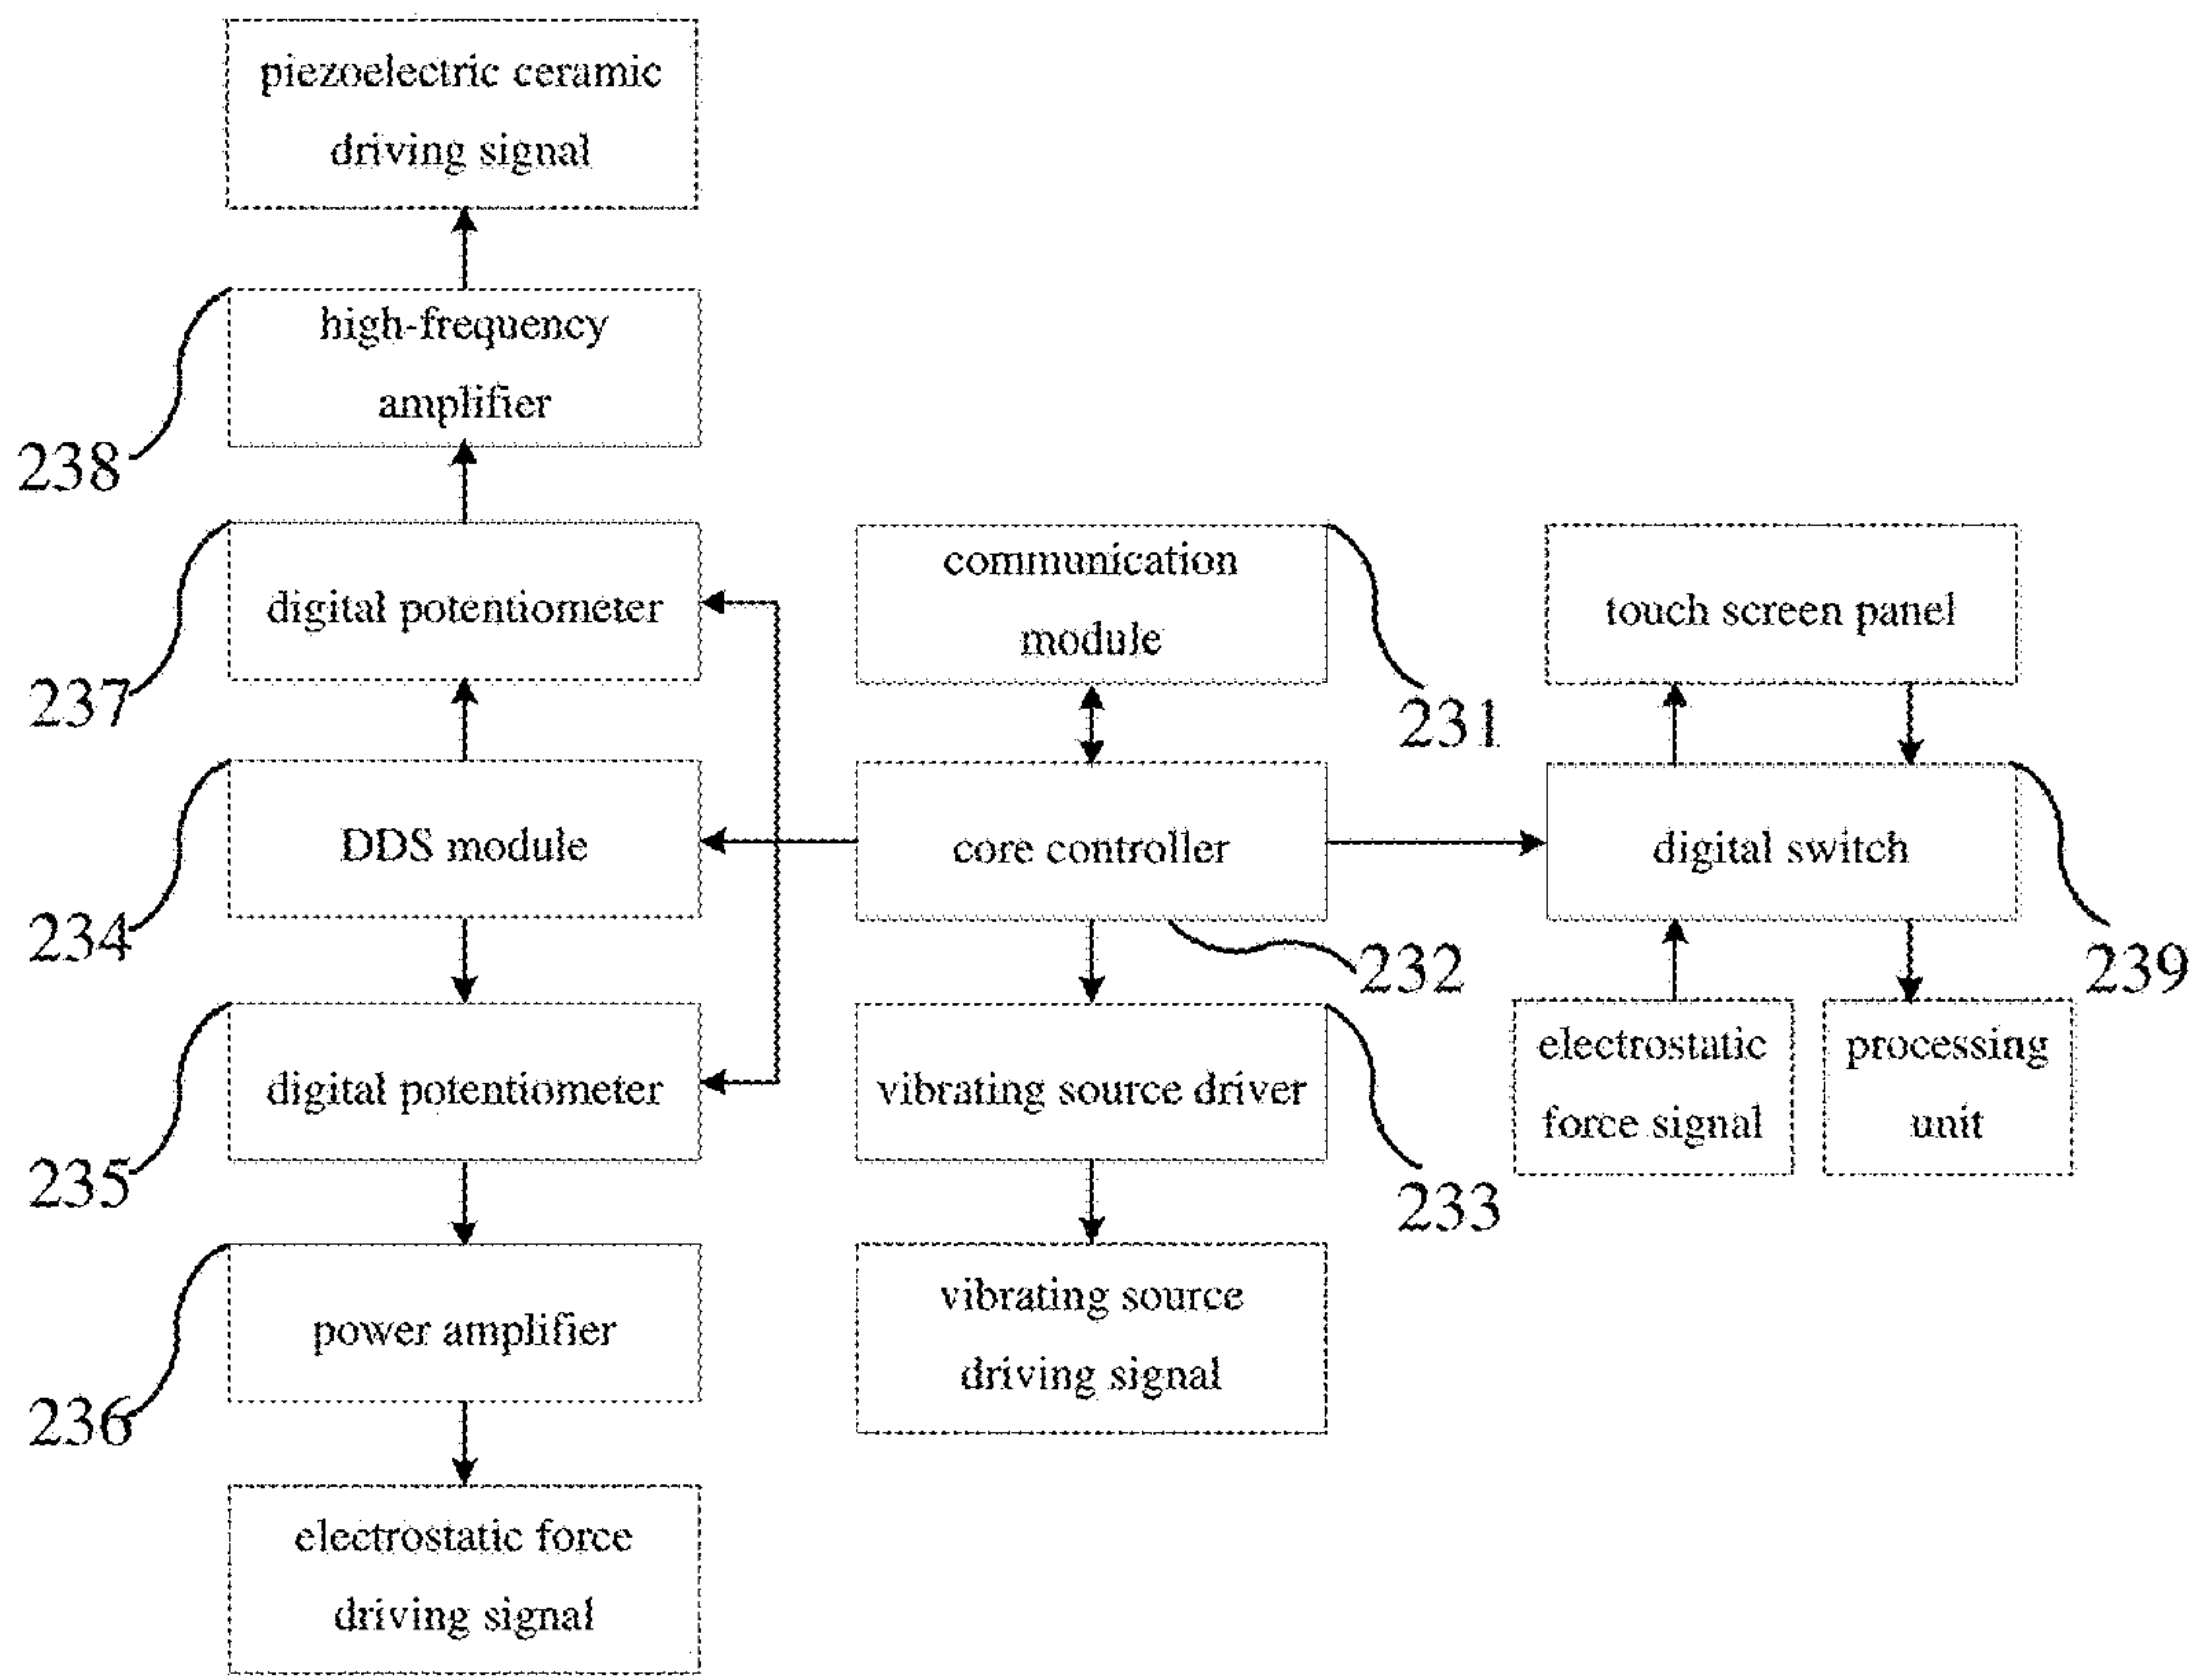 piezoelectric ceramic
driving signal
high-frequency
amplifier
238
digital potentiometer
237
DDS module
234
digital potentiometer
235
power amplifier
236
electrostatic force
driving signal
communication
module
231
core controller
232
vibrating source driver
233
vibrating source
driving signal
touch screen panel
digital switch
239
electrostatic
force signal
processing
unit